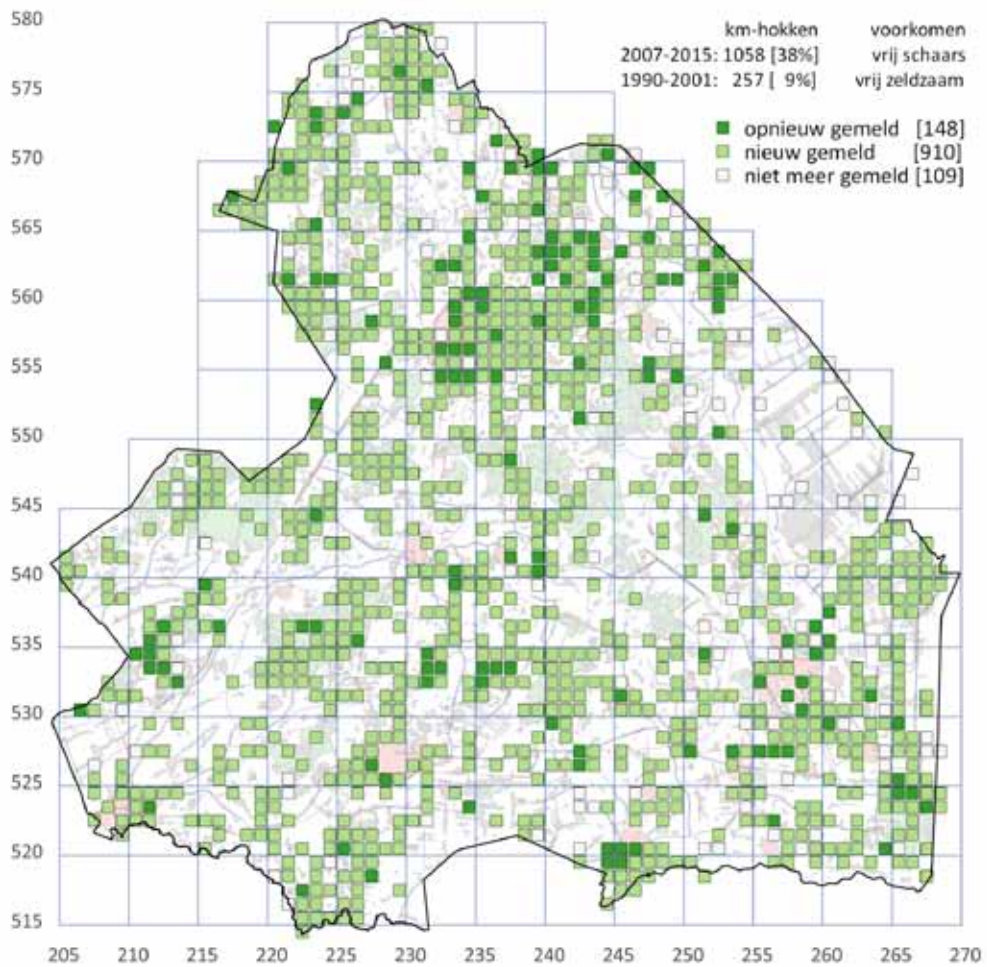 km-hokken voorkomen
2007-2015: 1058 [38%] vrij schaars
1990-2001: 257 [ 9%] vrij zeldzaam
opnieuw gemeld [148]
nieuw gemeld [910]
niet meer gemeld [109]
580
575
570
565
560
555
550
545
540
535
530
525
520
515
205 210 215 220 225 230 235 240 245 250 255 260 265 270